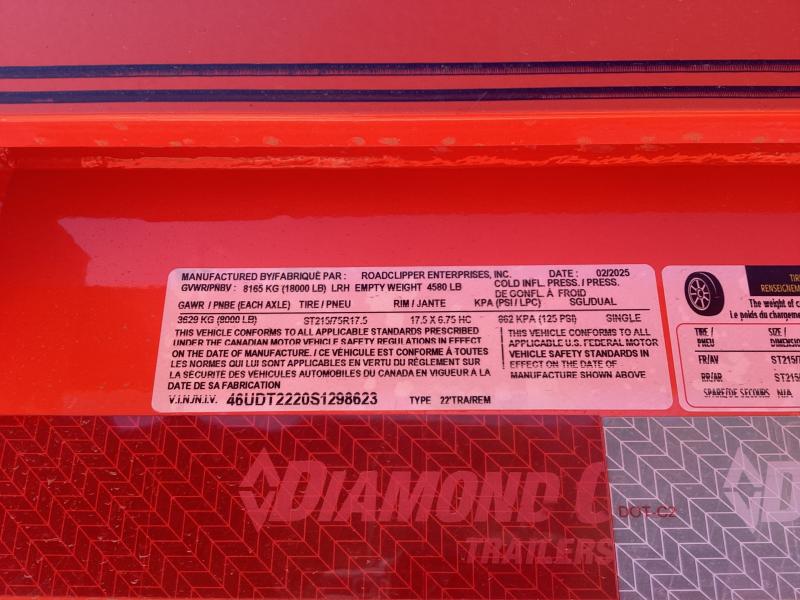 MANUFACTURED BY/FABRIQUÉ PAR : ROADCLIPPER ENTERPRISES, INC. DATE : 02/2025
GVWR/PNBV : 8165 KG (18000 LB) LRH EMPTY WEIGHT 4580 LB COLD INFL. PRESS./PRESS.
DE GONFL. À FROID
GAWR / PNBE (EACH AXLE) TIRE / PNEU RIM / JANTE KPA (PSI / LPC) SGL/DUAL
3629 KG (8000 LB) ST215/75R17.5 17.5 X 6.75 HC 862 KPA (125 PSI) SINGLE
THIS VEHICLE CONFORMS TO ALL APPLICABLE STANDARDS PRESCRIBED
UNDER THE CANADIAN MOTOR VEHICLE SAFETY REGULATIONS IN EFFECT
ON THE DATE OF MANUFACTURE. / CE VÉHICULE EST CONFORME À TOUTES
LES NORMES QUI LUI SONT APPLICABLES EN VERTU DU RÈGLEMENT SUR
LA SÉCURITÉ DES VEHICULES AUTOMOBILES DU CANADA EN VIGUEUR À LA
DATE DE SA FABRICATION
THIS VEHICLE CONFORMS TO ALL
APPLICABLE U.S. FEDERAL MOTOR
VEHICLE SAFETY STANDARDS IN
EFFECT ON THE DATE OF
MANUFACTURE SHOWN ABOVE
V.I.N./N.I.V. 46UDT2220S1298623 TYPE 22'TRA/REM
TIR
RENSEIGNEM
The weight of c
Le poids du chargeme
TIRE / SIZE /
PNEU DIMENSIO
FR/AV ST215/7
RR/AR ST215/
SPARE/DE SECOURS N/A
DIAMOND C
TRAILERS
DOT-C2
D